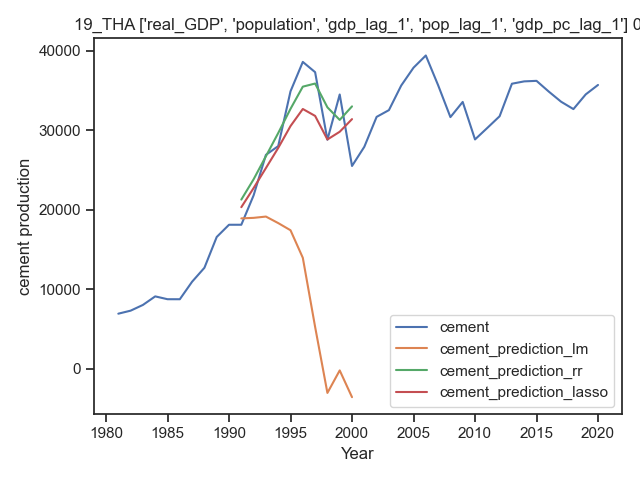 19_THA ['real_GDP', 'population', 'gdp_lag_1', 'pop_lag_1', 'gdp_pc_lag_1'] 0
40000
30000
20000
10000
0
cement production
cement
cement_prediction_lm
cement_prediction_rr
cement_prediction_lasso
1980 1985 1990 1995 2000 2005 2010 2015 2020
Year